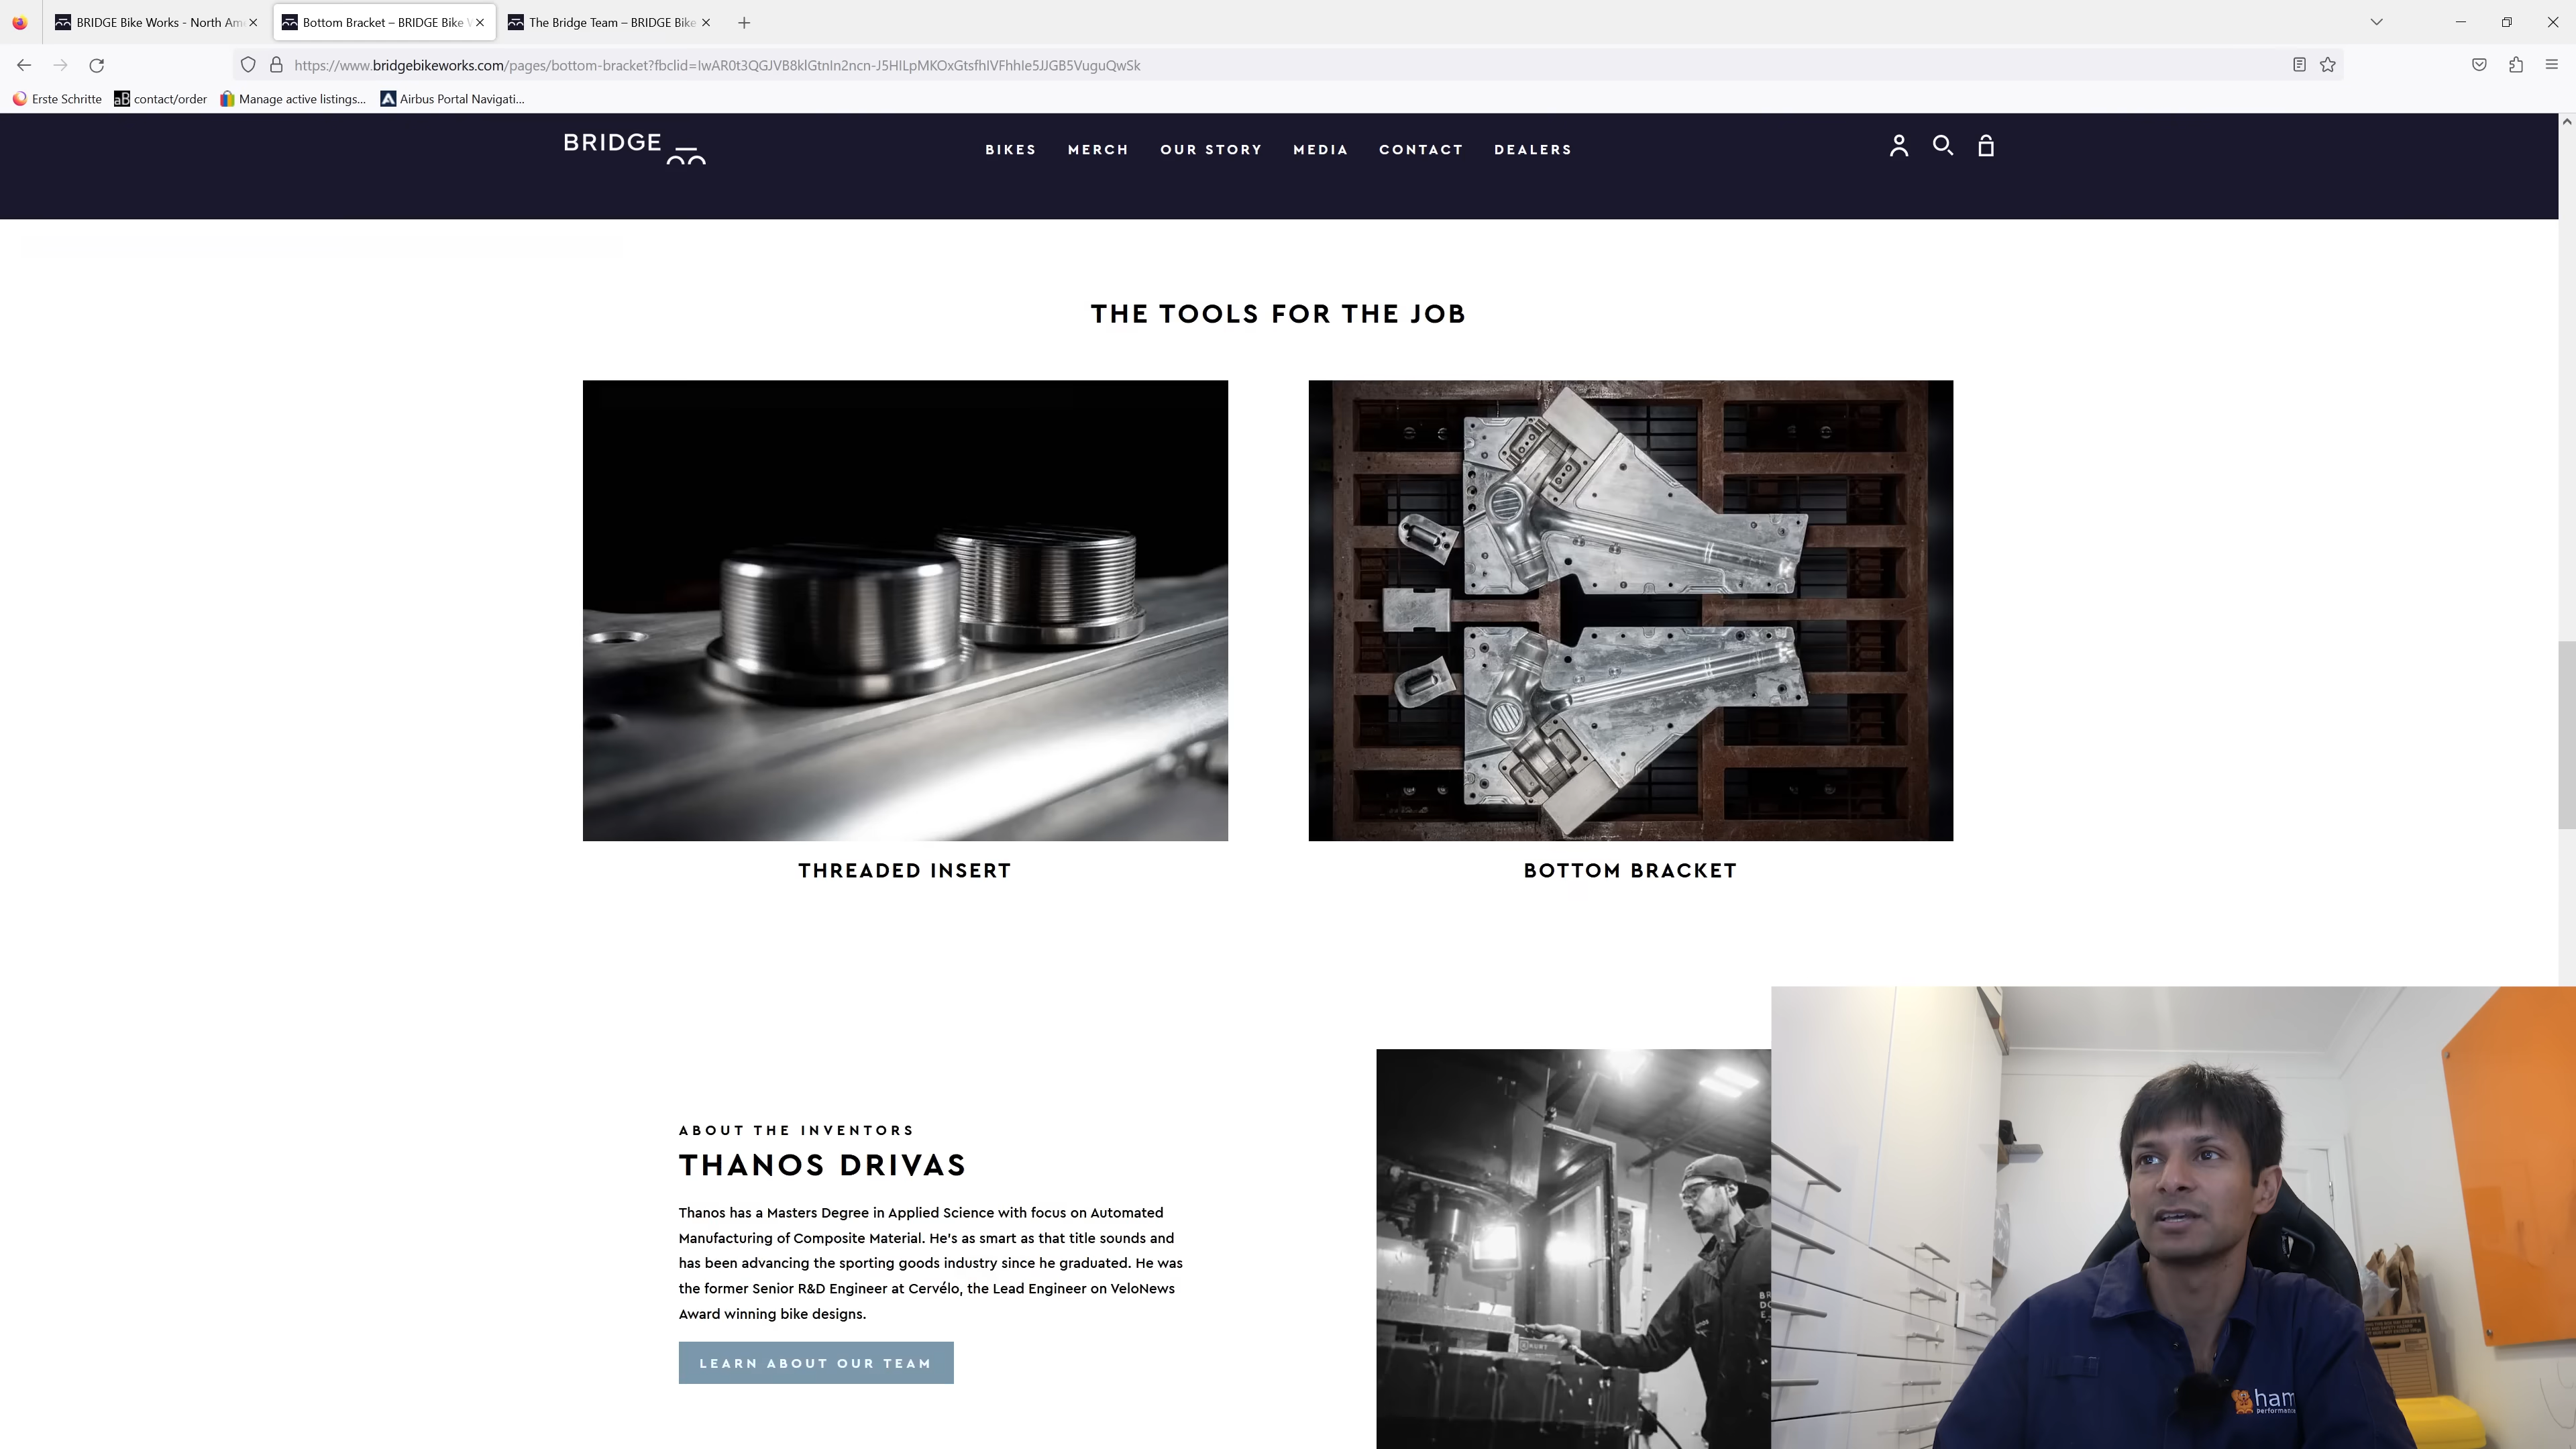 BRIDGE Bike Works - North Am
Bottom Bracket – BRIDGE Bike W
The Bridge Team – BRIDGE Bike
https://www.bridgebikeworks.com/pages/bottom-bracket?fbclid=IwAR0t3QGJVB8klGtnIn2ncn-J5HILpMKOxGtsfhIVFhhIe5JJGB5VuguQwSk
Erste Schritte
aB contact/order
Manage active listings...
Airbus Portal Navigati...
BRIDGE
BIKES
MERCH
OUR STORY
MEDIA
CONTACT
DEALERS
THE TOOLS FOR THE JOB
THREADED INSERT
BOTTOM BRACKET
ABOUT THE INVENTORS
THANOS DRIVAS
Thanos has a Masters Degree in Applied Science with focus on Automated
Manufacturing of Composite Material. He's as smart as that title sounds and
has been advancing the sporting goods industry since he graduated. He was
the former Senior R&D Engineer at Cervélo, the Lead Engineer on VeloNews
Award winning bike designs.
LEARN ABOUT OUR TEAM
ham
performance